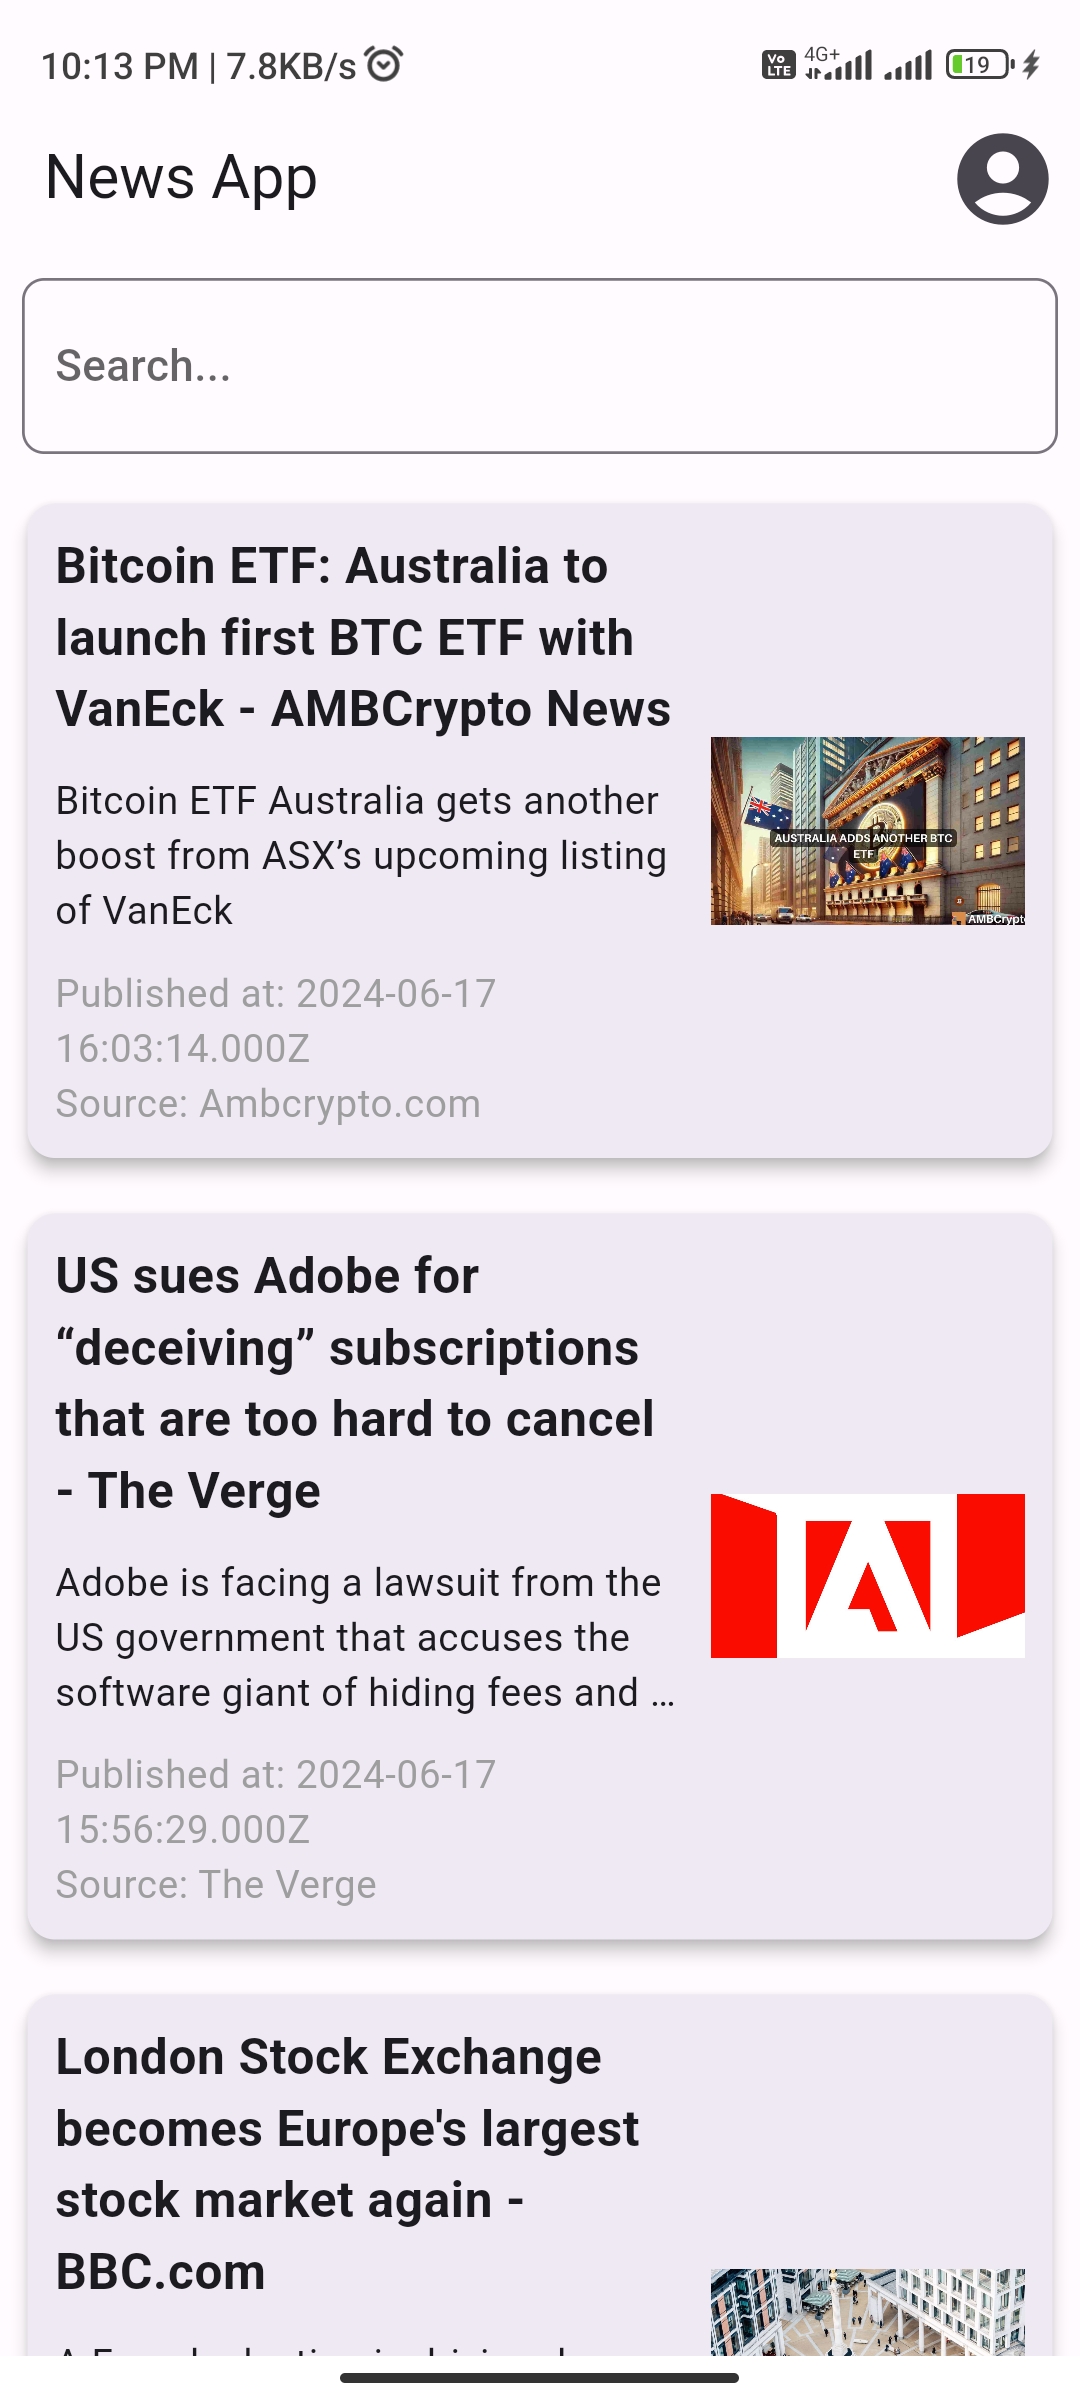 10:13 PM | 7.8KB/s
Vo LTE 4G+ 19
News App
Search...
Bitcoin ETF: Australia to
launch first BTC ETF with
VanEck - AMBCrypto News
Bitcoin ETF Australia gets another
boost from ASX’s upcoming listing
of VanEck
AUSTRALIA ADDS ANOTHER BTC
ETF
AMBCrypto
Published at: 2024-06-17
16:03:14.000Z
Source: Ambcrypto.com
US sues Adobe for
“deceiving” subscriptions
that are too hard to cancel
- The Verge
Adobe is facing a lawsuit from the
US government that accuses the
software giant of hiding fees and …
Published at: 2024-06-17
15:56:29.000Z
Source: The Verge
London Stock Exchange
becomes Europe's largest
stock market again -
BBC.com